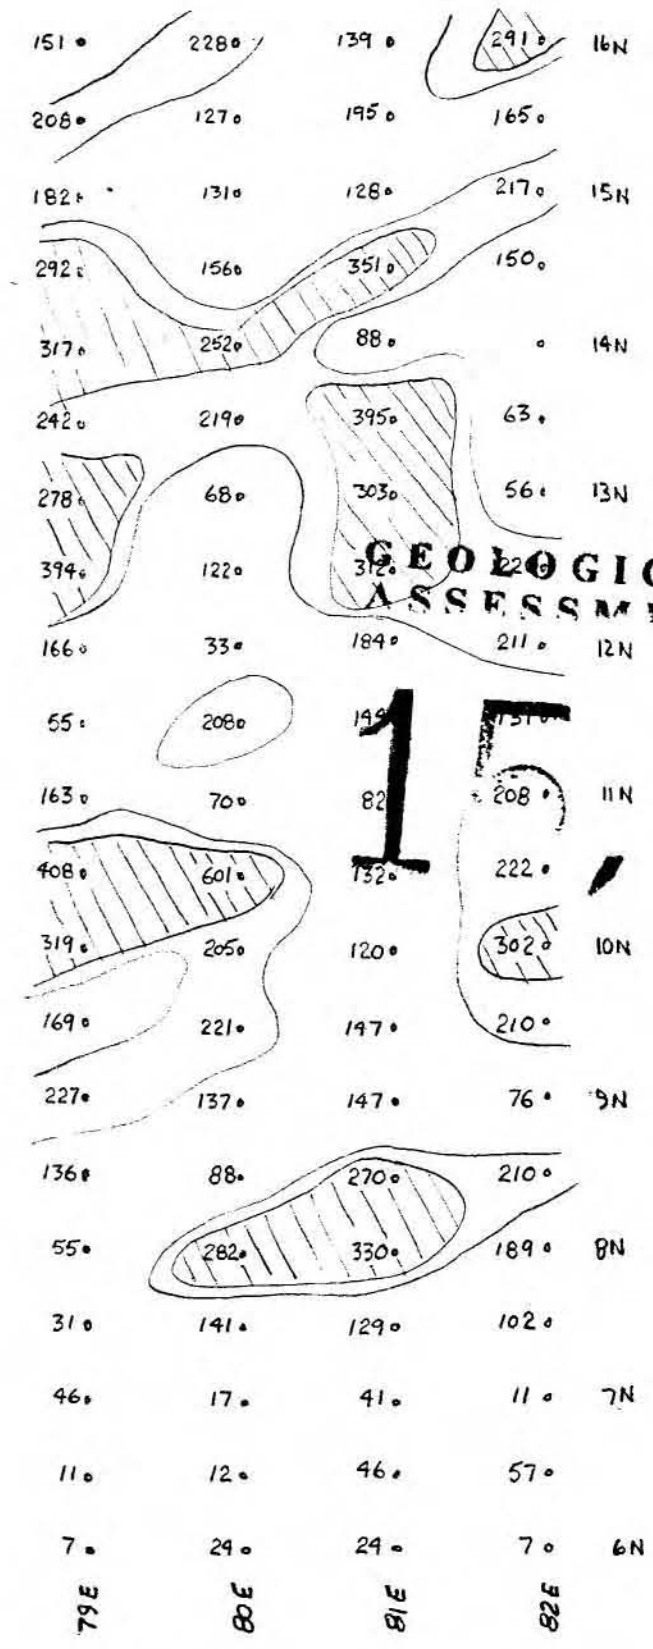 151 228 139 291 16N
208 127 195 165
182 131 128 217 15N
292 156 351 150
317 252 88 14N
242 219 395 63
278 68 303 56 13N
394 122 312
GEOLOGIC
ASSESSM
166 33 184 211 12N
55 208
163 70 82 208 11N
15,
408 601 132 222
319 205 120 302 10N
169 221 147 210
227 137 147 76 9N
136 88 270 210
55 282 330 189 8N
31 141 129 102
46 17 41 11 7N
11 12 46 57
7 24 24 7 6N
79E 80E 81E 82E